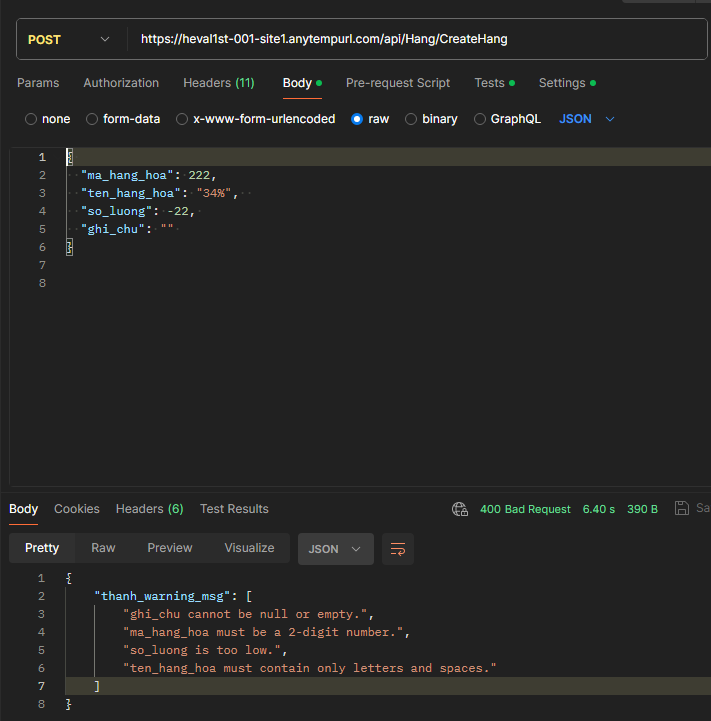 POST https://heval1st-001-site1.anytempurl.com/api/Hang/CreateHang
Params Authorization Headers (11) Body Pre-request Script Tests Settings
none form-data x-www-form-urlencoded raw binary GraphQL JSON
1 {
2 "ma_hang_hoa": 222,
3 "ten_hang_hoa": "34%",
4 "so_luong": -22,
5 "ghi_chu": ""
6 }
7
8
Body Cookies Headers (6) Test Results 400 Bad Request 6.40 s 390 B
Pretty Raw Preview Visualize JSON
1 {
2 "thanh_warning_msg": [
3 "ghi_chu cannot be null or empty.",
4 "ma_hang_hoa must be a 2-digit number.",
5 "so_luong is too low.",
6 "ten_hang_hoa must contain only letters and spaces."
7 ]
8 }